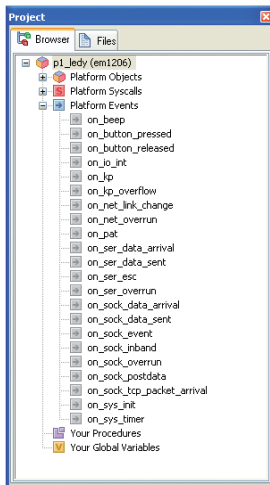 Project
Browser Files
p1_ledy (em1206)
Platform Objects
S Platform Syscalls
Platform Events
on_beep
on_button_pressed
on_button_released
on_io_int
on_kp
on_kp_overflow
on_net_link_change
on_net_overrun
on_pat
on_ser_data_arrival
on_ser_data_sent
on_ser_esc
on_ser_overrun
on_sock_data_arrival
on_sock_data_sent
on_sock_event
on_sock_inband
on_sock_overrun
on_sock_postdata
on_sock_tcp_packet_arrival
on_sys_init
on_sys_timer
Your Procedures
V Your Global Variables